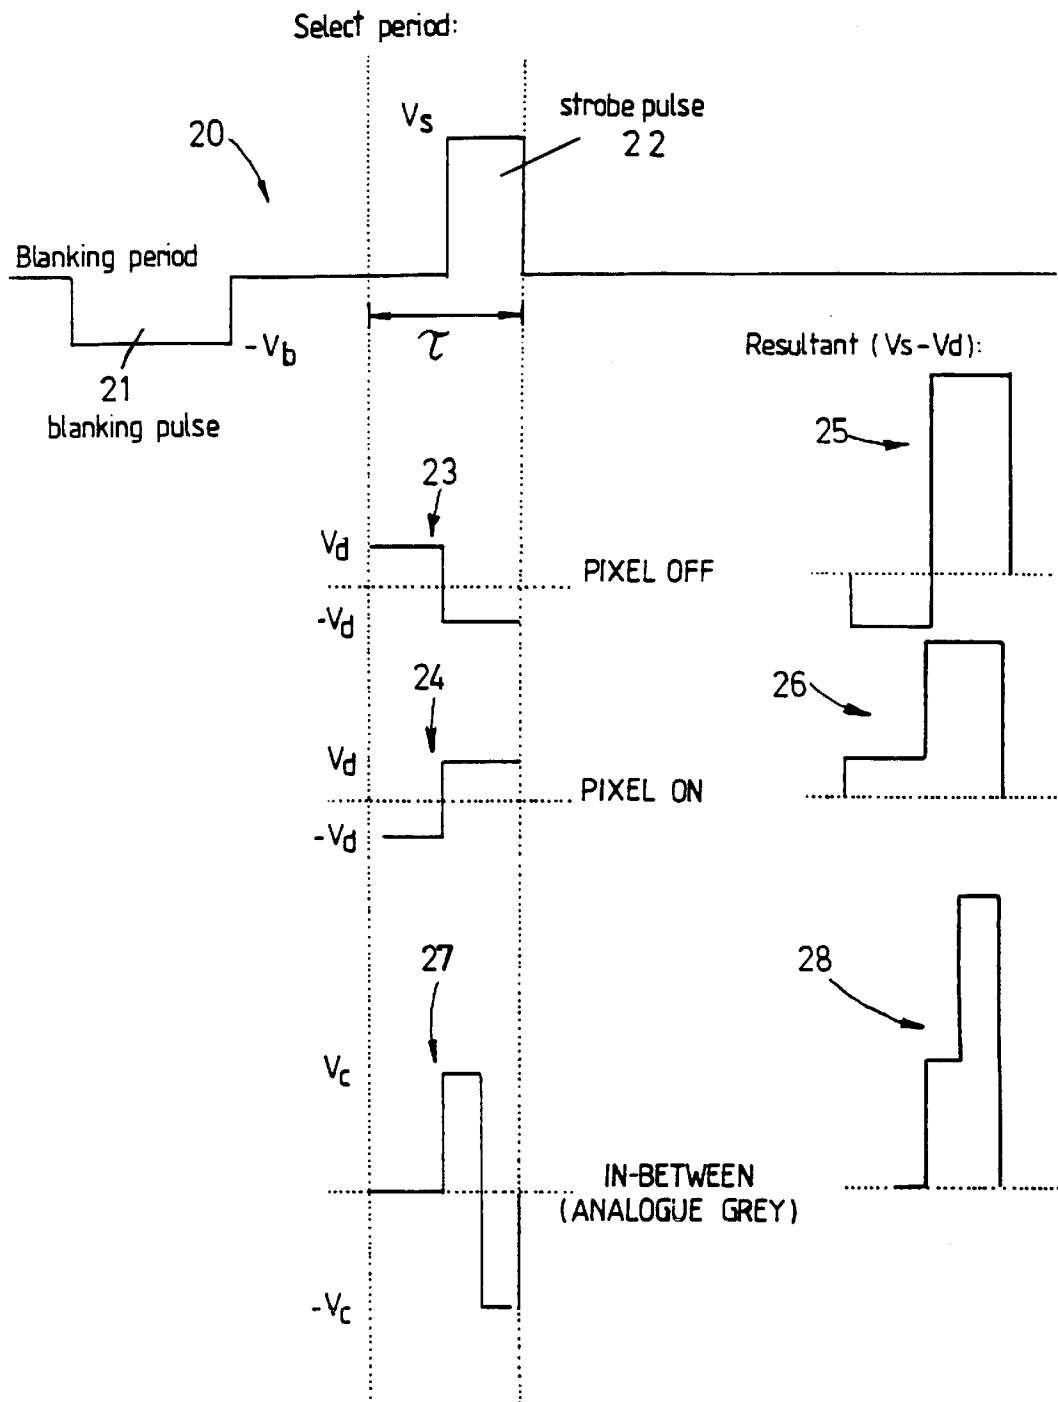 Select period:
Vs
strobe pulse
22
20
Blanking period
-Vb
τ
21
blanking pulse
Resultant (Vs-Vd):
25
23
Vd
PIXEL OFF
-Vd
24
26
Vd
PIXEL ON
-Vd
27
28
Vc
IN-BETWEEN
(ANALOGUE GREY)
-Vc